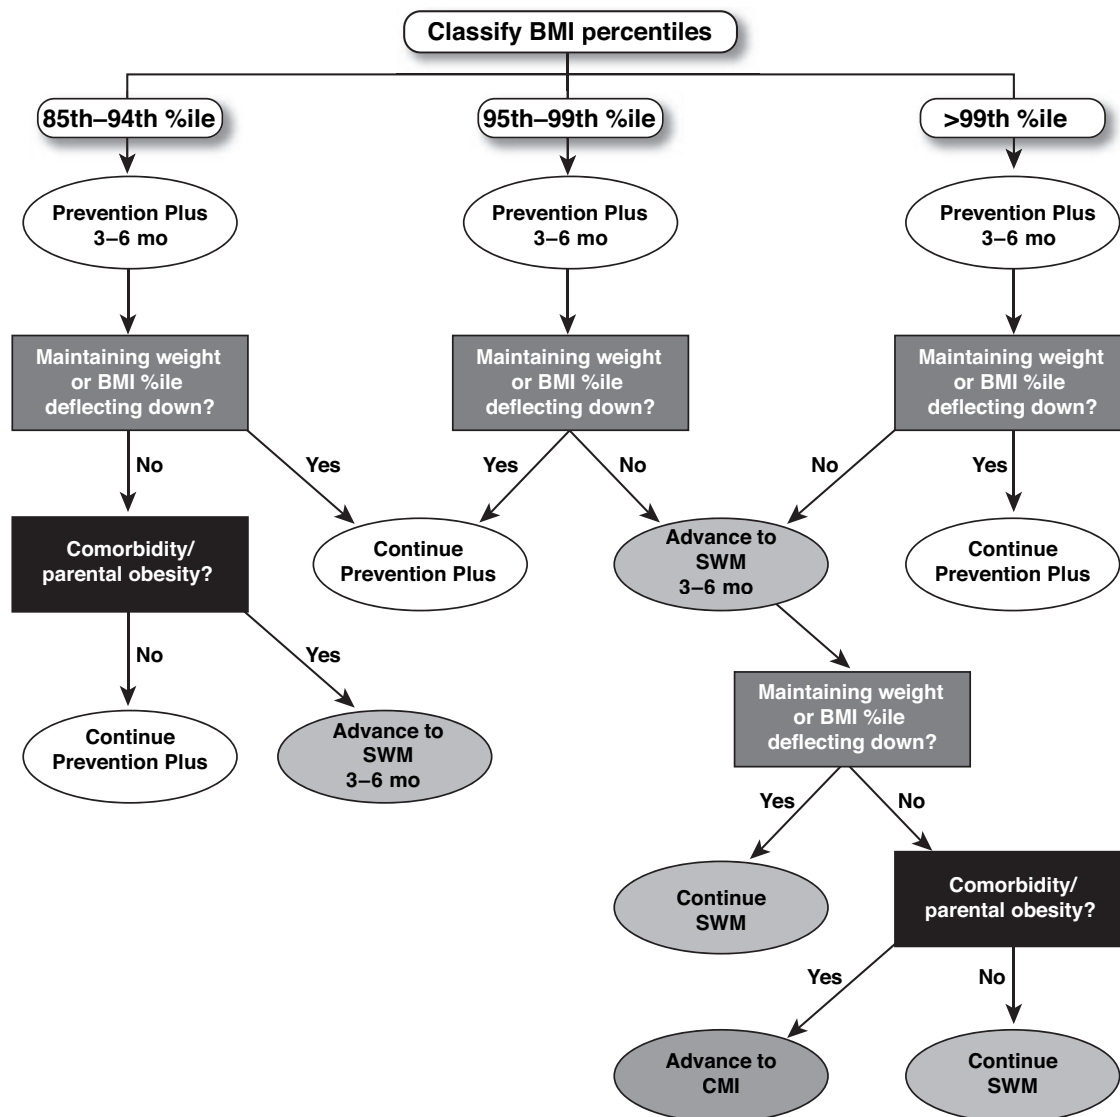 Classify BMI percentiles
85th–94th %ile
95th–99th %ile
>99th %ile
Prevention Plus
3–6 mo
Prevention Plus
3–6 mo
Prevention Plus
3–6 mo
Maintaining weight
or BMI %ile
deflecting down?
Maintaining weight
or BMI %ile
deflecting down?
Maintaining weight
or BMI %ile
deflecting down?
No
Yes
Yes
No
No
Yes
Comorbidity/
parental obesity?
Continue
Prevention Plus
Advance to
SWM
3–6 mo
Continue
Prevention Plus
No
Yes
Continue
Prevention Plus
Advance to
SWM
3–6 mo
Maintaining weight
or BMI %ile
deflecting down?
Yes
No
Continue
SWM
Comorbidity/
parental obesity?
Yes
No
Advance to
CMI
Continue
SWM